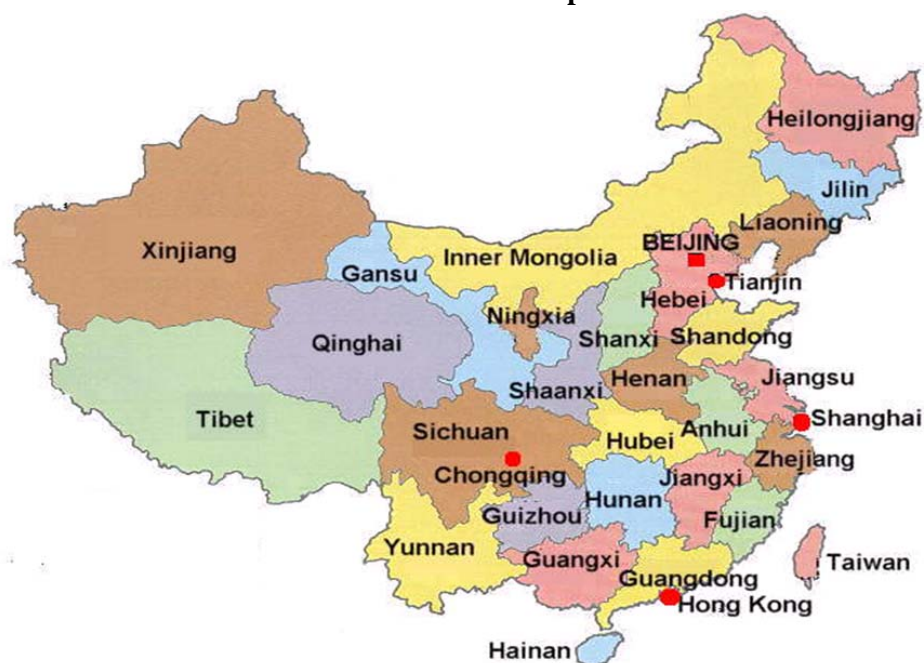 Heilongjiang
Jilin
Liaoning
BEIJING
Xinjiang
Inner Mongolia
Gansu
Tianjin
Hebei
Ningxia
Shanxi
Shandong
Qinghai
Shaanxi
Henan
Jiangsu
Tibet
Sichuan
Shanghai
Hubei
Anhui
Zhejiang
Chongqing
Jiangxi
Hunan
Guizhou
Fujian
Yunnan
Guangxi
Taiwan
Guangdong
Hong Kong
Hainan